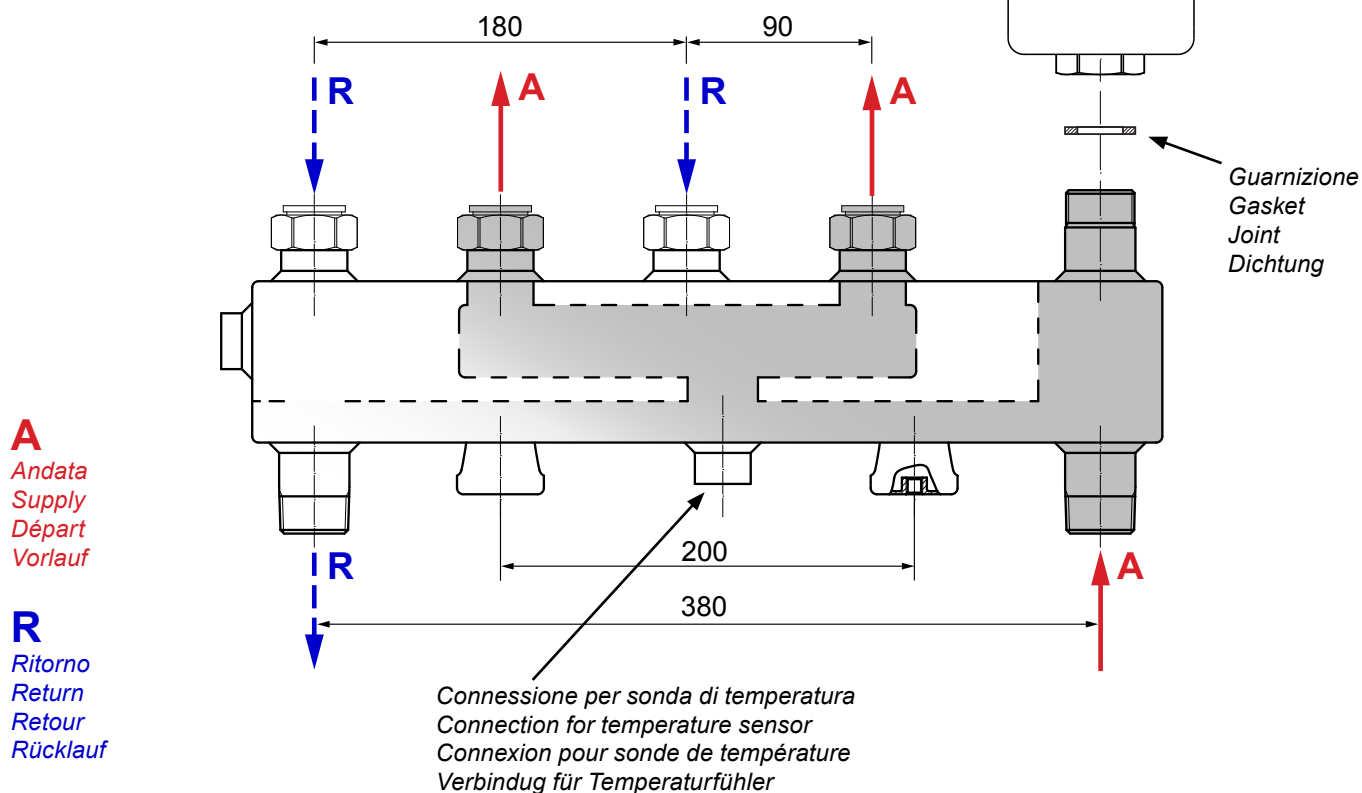 180
90
R
A
R
A
Guarnizione
Gasket
Joint
Dichtung
A
Andata
Supply
Départ
Vorlauf
R
A
200
380
R
Ritorno
Return
Retour
Rücklauf
Connessione per sonda di temperatura
Connection for temperature sensor
Connexion pour sonde de température
Verbindug für Temperaturfühler